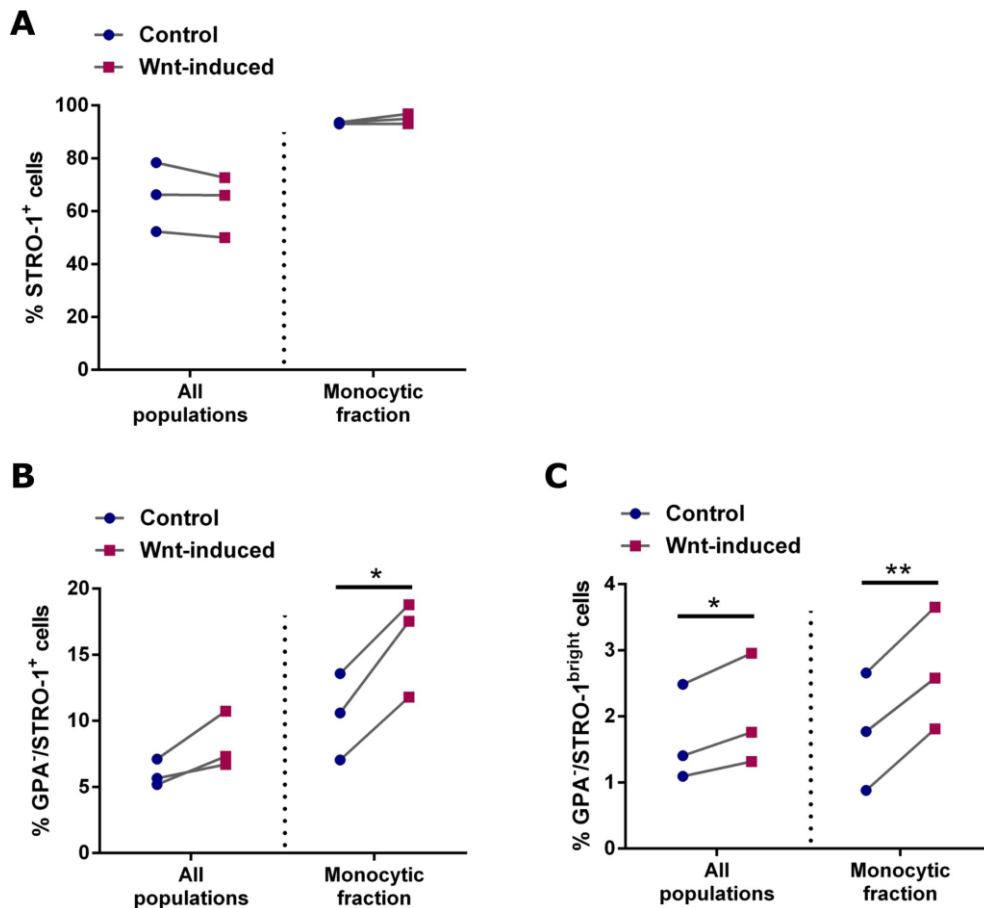 A
Control
Wnt-induced
% STRO-1⁺ cells
100
80
60
40
20
0
All
populations
Monocytic
fraction
B
Control
Wnt-induced
% GPA⁻/STRO-1⁺ cells
20
15
10
5
0
*
All
populations
Monocytic
fraction
C
Control
Wnt-induced
% GPA⁻/STRO-1ᵇʳⁱᵍʰᵗ cells
4
3
2
1
0
*
**
All
populations
Monocytic
fraction